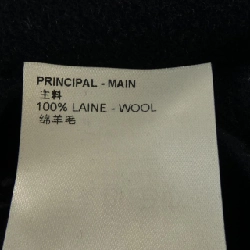 PRINCIPAL - MAIN
主料
100% LAINE - WOOL
绵羊毛